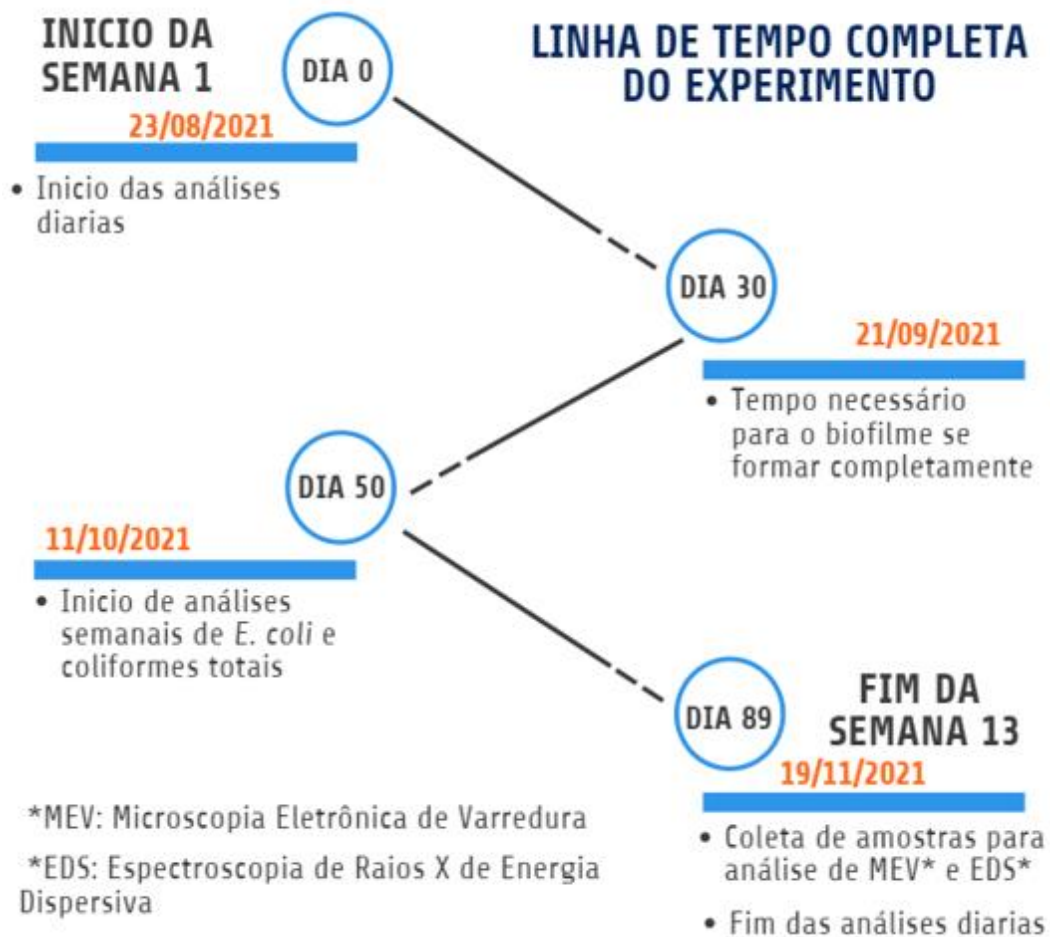 INICIO DA
SEMANA 1
DIA 0
23/08/2021
• Inicio das análises
diarias
LINHA DE TEMPO COMPLETA
DO EXPERIMENTO
DIA 30
21/09/2021
• Tempo necessário
para o biofilme se
formar completamente
DIA 50
11/10/2021
• Inicio de análises
semanais de E. coli e
coliformes totais
DIA 89
FIM DA
SEMANA 13
19/11/2021
• Coleta de amostras para
análise de MEV* e EDS*
• Fim das análises diarias
*MEV: Microscopia Eletrônica de Varredura
*EDS: Espectroscopia de Raios X de Energia
Dispersiva